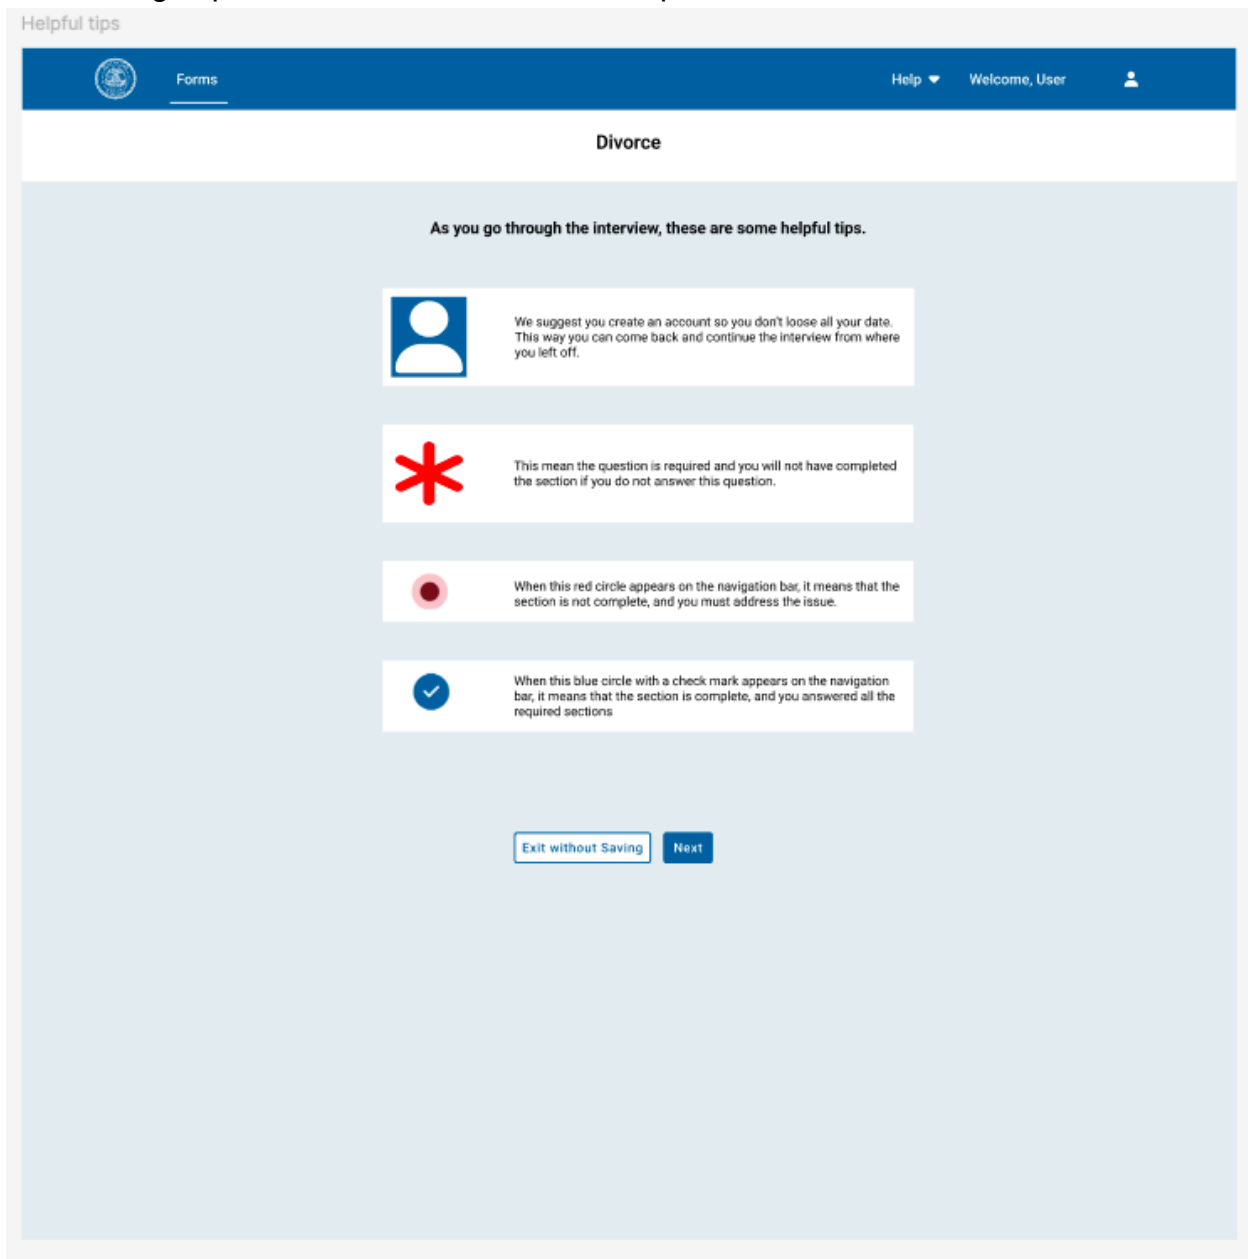 Helpful tips
Forms
Help
Welcome, User
Divorce
As you go through the interview, these are some helpful tips.
We suggest you create an account so you don't loose all your date.
This way you can come back and continue the interview from where
you left off.
This mean the question is required and you will not have completed
the section if you do not answer this question.
When this red circle appears on the navigation bar, it means that the
section is not complete, and you must address the issue.
When this blue circle with a check mark appears on the navigation
bar, it means that the section is complete, and you answered all the
required sections
Exit without Saving
Next